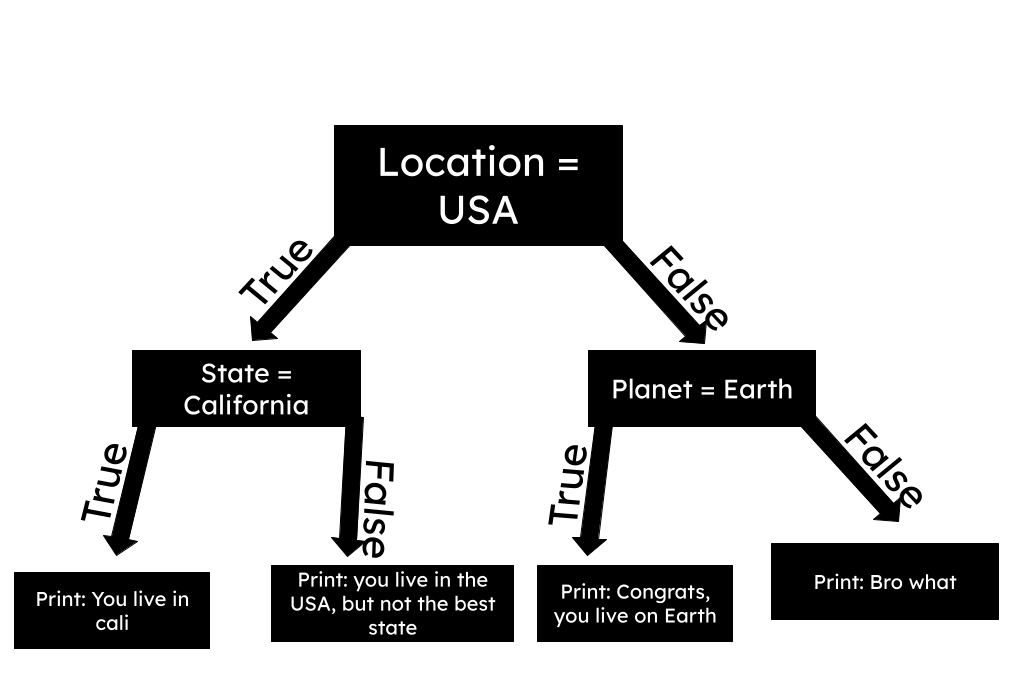 Location =
USA
True
False
State =
California
Planet = Earth
True
False
True
False
Print: You live in
cali
Print: you live in the
USA, but not the best
state
Print: Congrats,
you live on Earth
Print: Bro what